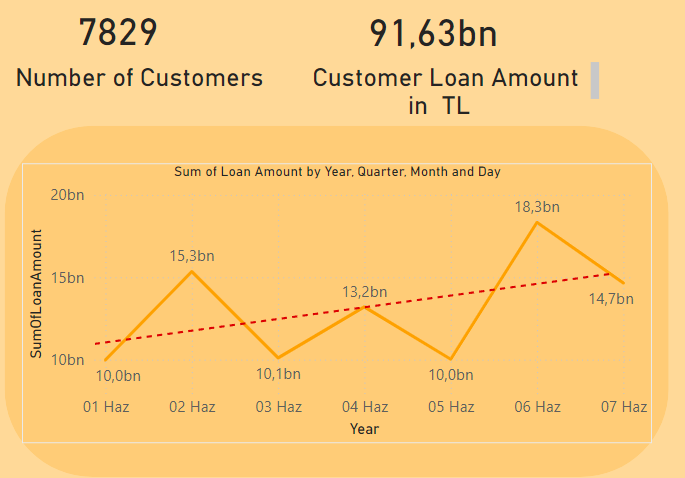 7829
91,63bn
Number of Customers
Customer Loan Amount
in TL
Sum of Loan Amount by Year, Quarter, Month and Day
SumOfLoanAmount
20bn
15bn
10bn
10,0bn
15,3bn
10,1bn
13,2bn
10,0bn
18,3bn
14,7bn
01 Haz
02 Haz
03 Haz
04 Haz
05 Haz
06 Haz
07 Haz
Year